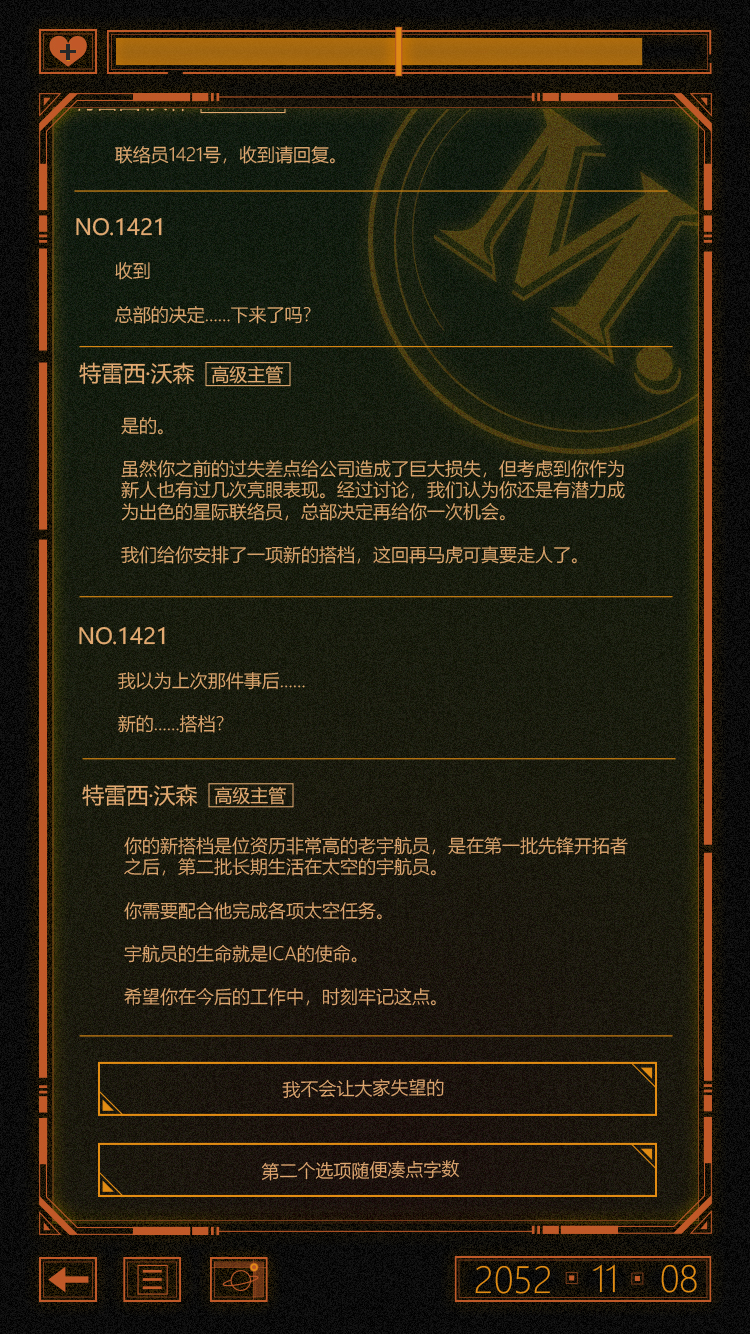 联络员1421号，收到请回复。
NO.1421
收到
总部的决定......下来了吗?
特雷西·沃森 高级主管
是的。
虽然你之前的过失差点给公司造成了巨大损失，但考虑到你作为
新人也有过几次亮眼表现。经过讨论，我们认为你还是有潜力成
为出色的星际联络员，总部决定再给你一次机会。
我们给你安排了一项新的搭档，这回再马虎可真要走人了。
NO.1421
我以为上次那件事后......
新的......搭档?
特雷西·沃森 高级主管
你的新搭档是位资历非常高的老宇航员，是在第一批先锋开拓者
之后，第二批长期生活在太空的宇航员。
你需要配合他完成各项太空任务。
宇航员的生命就是ICA的使命。
希望你在今后的工作中，时刻牢记这点。
我不会让大家失望的
第二个选项随便凑点字数
2052 11 08
M.